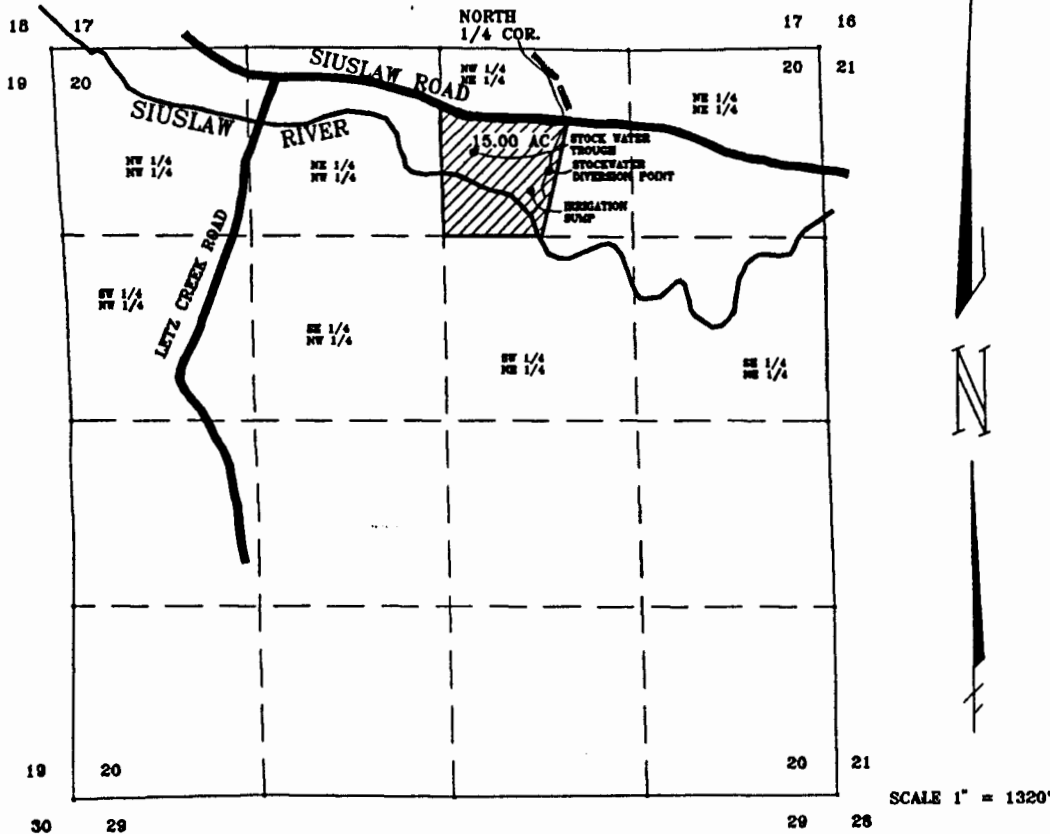 18 17
17 16
19 20
20 21
NORTH
1/4 COR.
SIUSLAW ROAD
NW 1/4
NE 1/4
NE 1/4
NE 1/4
SIUSLAW RIVER
15.00 AC
STOCK WATER
TROUGH
STOCKWATER
DIVERSION POINT
IRRIGATION
SUMP
NW 1/4
NW 1/4
NE 1/4
NW 1/4
LETZ CREEK ROAD
SW 1/4
NW 1/4
SE 1/4
NW 1/4
SW 1/4
NE 1/4
SE 1/4
NE 1/4
N
19 20
20 21
30 29
29 28
SCALE 1" = 1320'